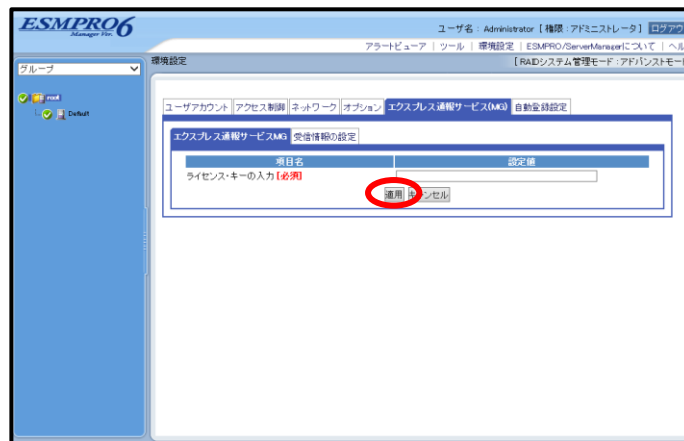 ESMPRO6
Manager Ver.
ユーザ名 : Administrator [ 権限 : アドミニストレータ ] ログアウ
アラートビューア | ツール | 環境設定 | ESMPRO/ServerManagerについて | ヘル
グループ
環境設定
[ RAIDシステム管理モード : アドバンストモード
root
Default
ユーザアカウント アクセス制御 ネットワーク オプション エクスプレス通報サービス(MG) 自動登録設定
エクスプレス通報サービスMG 受信情報の設定
項目名 設定値
ライセンス・キーの入力 [必須]
適用 キャンセル